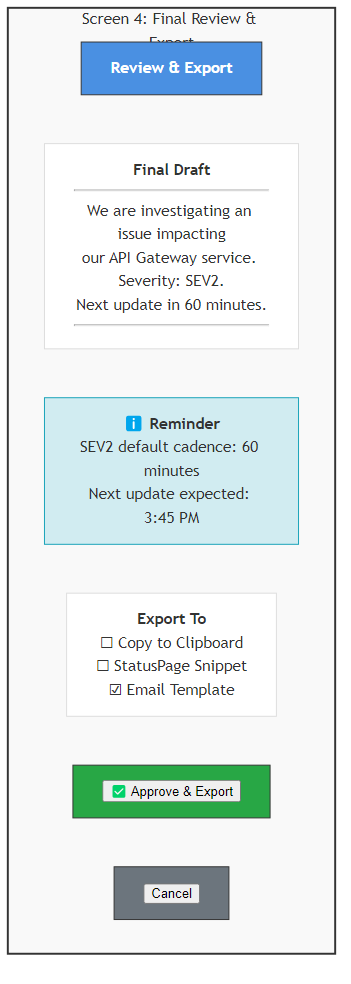 Screen 4: Final Review &
Export
Review & Export
Final Draft
We are investigating an
issue impacting
our API Gateway service.
Severity: SEV2.
Next update in 60 minutes.
ℹ️ Reminder
SEV2 default cadence: 60
minutes
Next update expected:
3:45 PM
Export To
☐ Copy to Clipboard
☐ StatusPage Snippet
☑ Email Template
✅ Approve & Export
Cancel